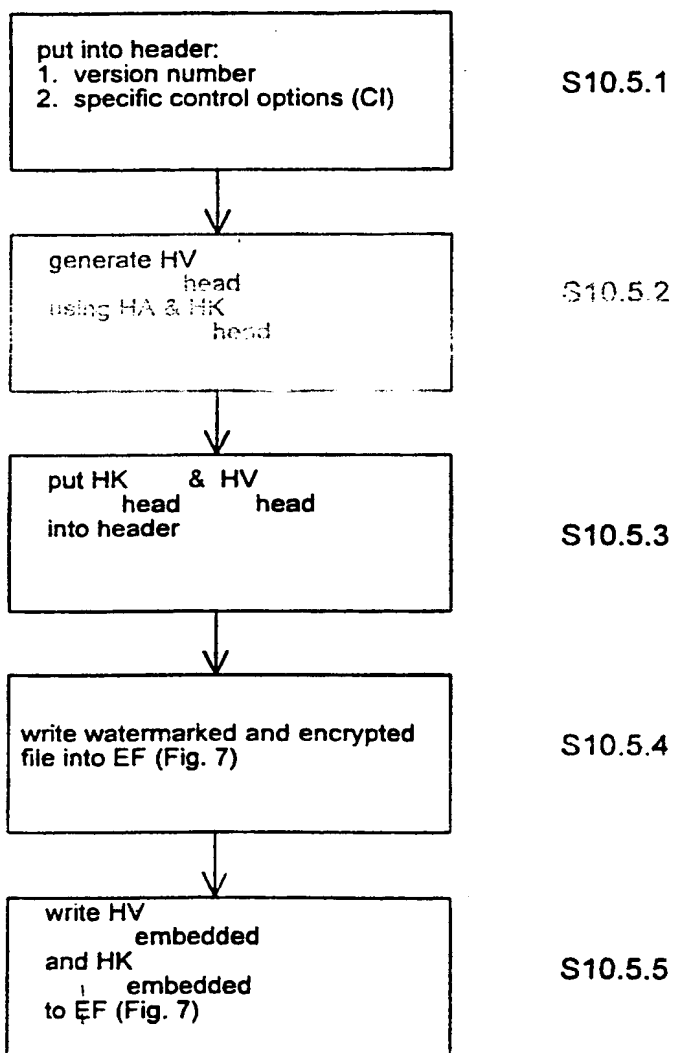 put into header:
1. version number
2. specific control options (CI)
S10.5.1
generate HV
head
using HA & HK
head
S10.5.2
put HK & HV
head head
into header
S10.5.3
write watermarked and encrypted
file into EF (Fig. 7)
S10.5.4
write HV
embedded
and HK
embedded
to EF (Fig. 7)
S10.5.5